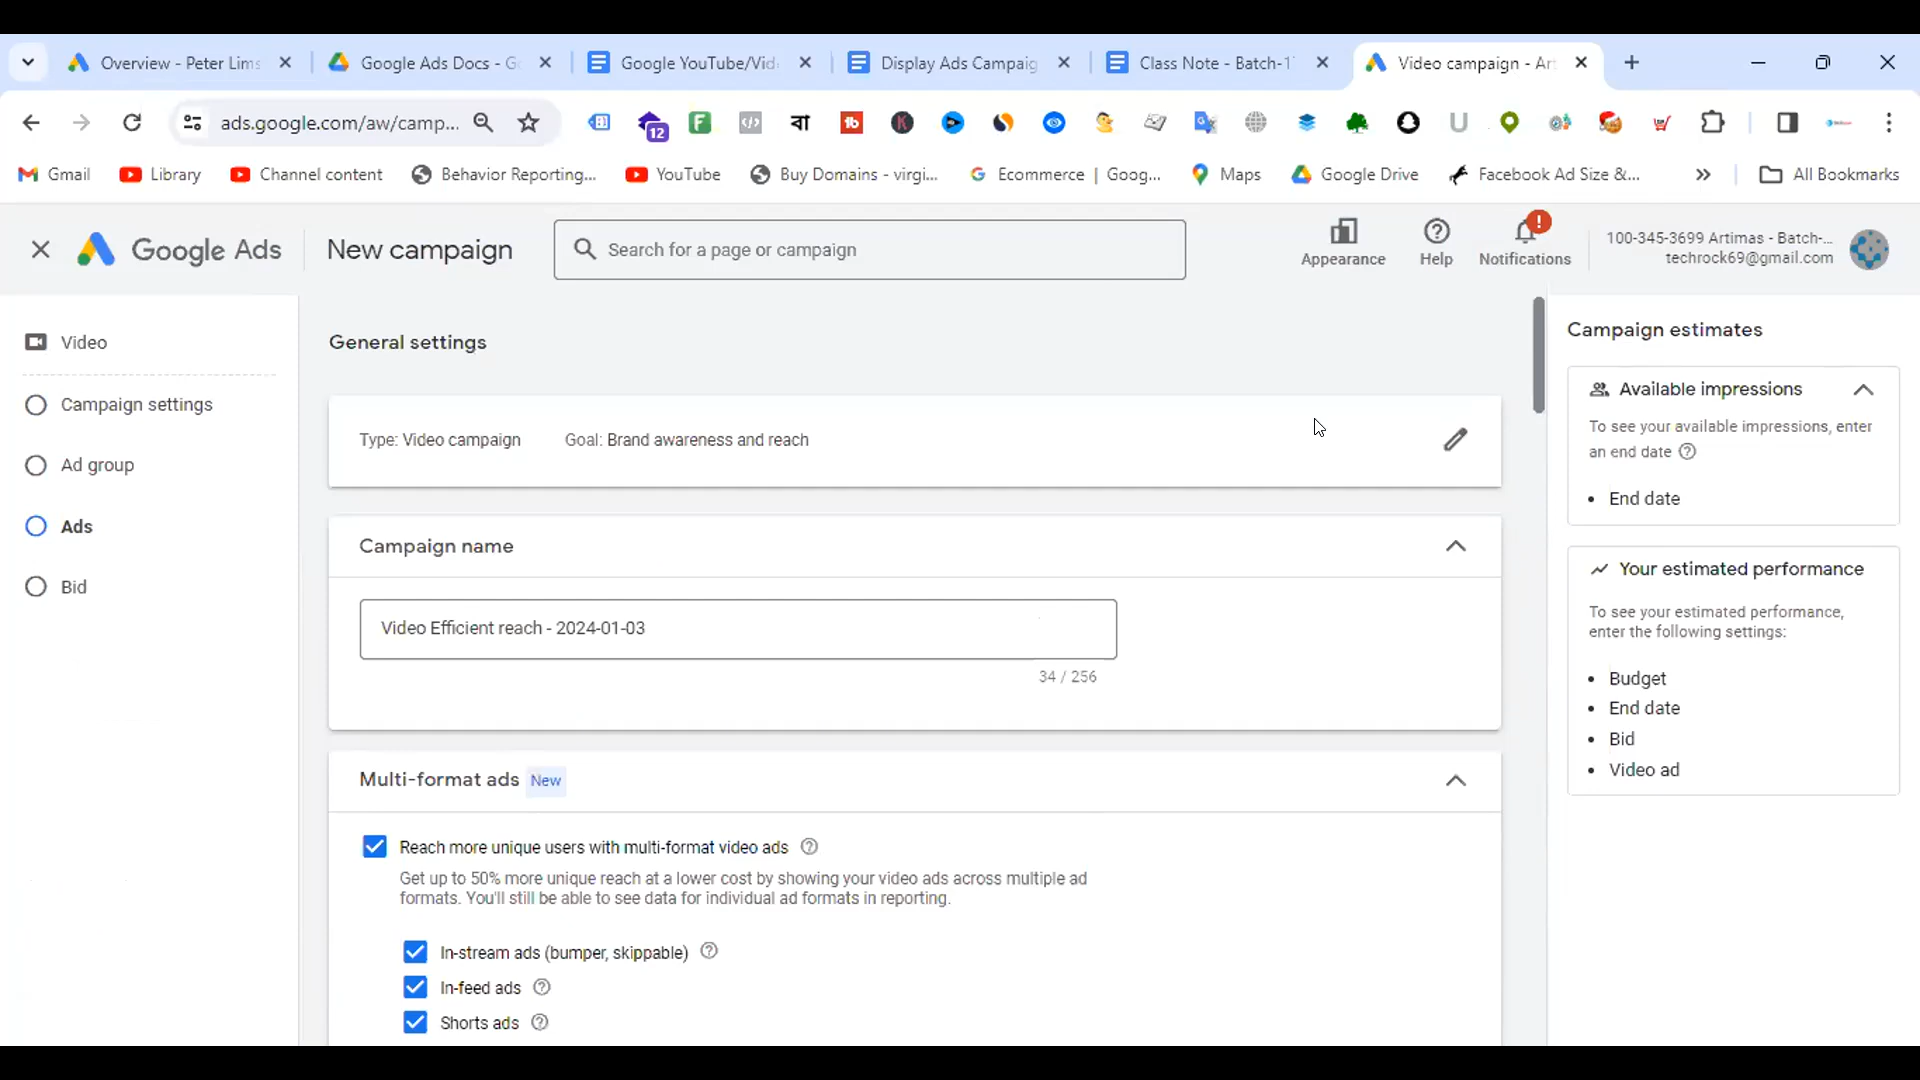 Overview - Peter Lims
Google Ads Docs - Go
Google YouTube/Vid
Display Ads Campaig
Class Note - Batch-1
Video campaign - Art
ads.google.com/aw/camp...
12
বা
Gmail
Library
Channel content
Behavior Reporting...
YouTube
Buy Domains - virgi...
Ecommerce | Goog...
Maps
Google Drive
Facebook Ad Size &...
All Bookmarks
Google Ads
New campaign
Search for a page or campaign
Appearance
Help
Notifications
100-345-3699 Artimas - Batch-...
techrock69@gmail.com
Video
Campaign settings
Ad group
Ads
Bid
General settings
Type: Video campaign
Goal: Brand awareness and reach
Campaign name
Video Efficient reach - 2024-01-03
34 / 256
Multi-format ads New
Reach more unique users with multi-format video ads
Get up to 50% more unique reach at a lower cost by showing your video ads across multiple ad
formats. You'll still be able to see data for individual ad formats in reporting.
In-stream ads (bumper, skippable)
In-feed ads
Shorts ads
Campaign estimates
Available impressions
To see your available impressions, enter
an end date
• End date
Your estimated performance
To see your estimated performance,
enter the following settings:
• Budget
• End date
• Bid
• Video ad